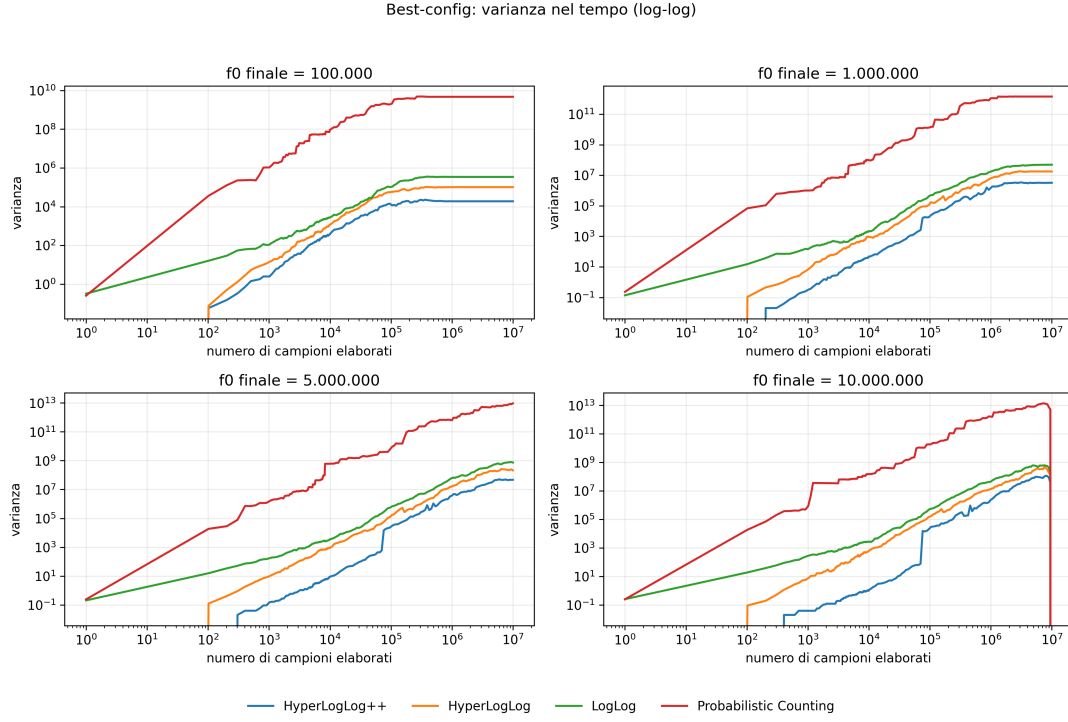 Best-config: varianza nel tempo (log-log)
f0 finale = 100.000
varianza
10^10
10^8
10^6
10^4
10^2
10^0
10^0 10^1 10^2 10^3 10^4 10^5 10^6 10^7
numero di campioni elaborati
f0 finale = 1.000.000
varianza
10^11
10^9
10^7
10^5
10^3
10^1
10^−1
10^0 10^1 10^2 10^3 10^4 10^5 10^6 10^7
numero di campioni elaborati
f0 finale = 5.000.000
varianza
10^13
10^11
10^9
10^7
10^5
10^3
10^1
10^−1
10^0 10^1 10^2 10^3 10^4 10^5 10^6 10^7
numero di campioni elaborati
f0 finale = 10.000.000
varianza
10^13
10^11
10^9
10^7
10^5
10^3
10^1
10^−1
10^0 10^1 10^2 10^3 10^4 10^5 10^6 10^7
numero di campioni elaborati
HyperLogLog++ HyperLogLog LogLog Probabilistic Counting